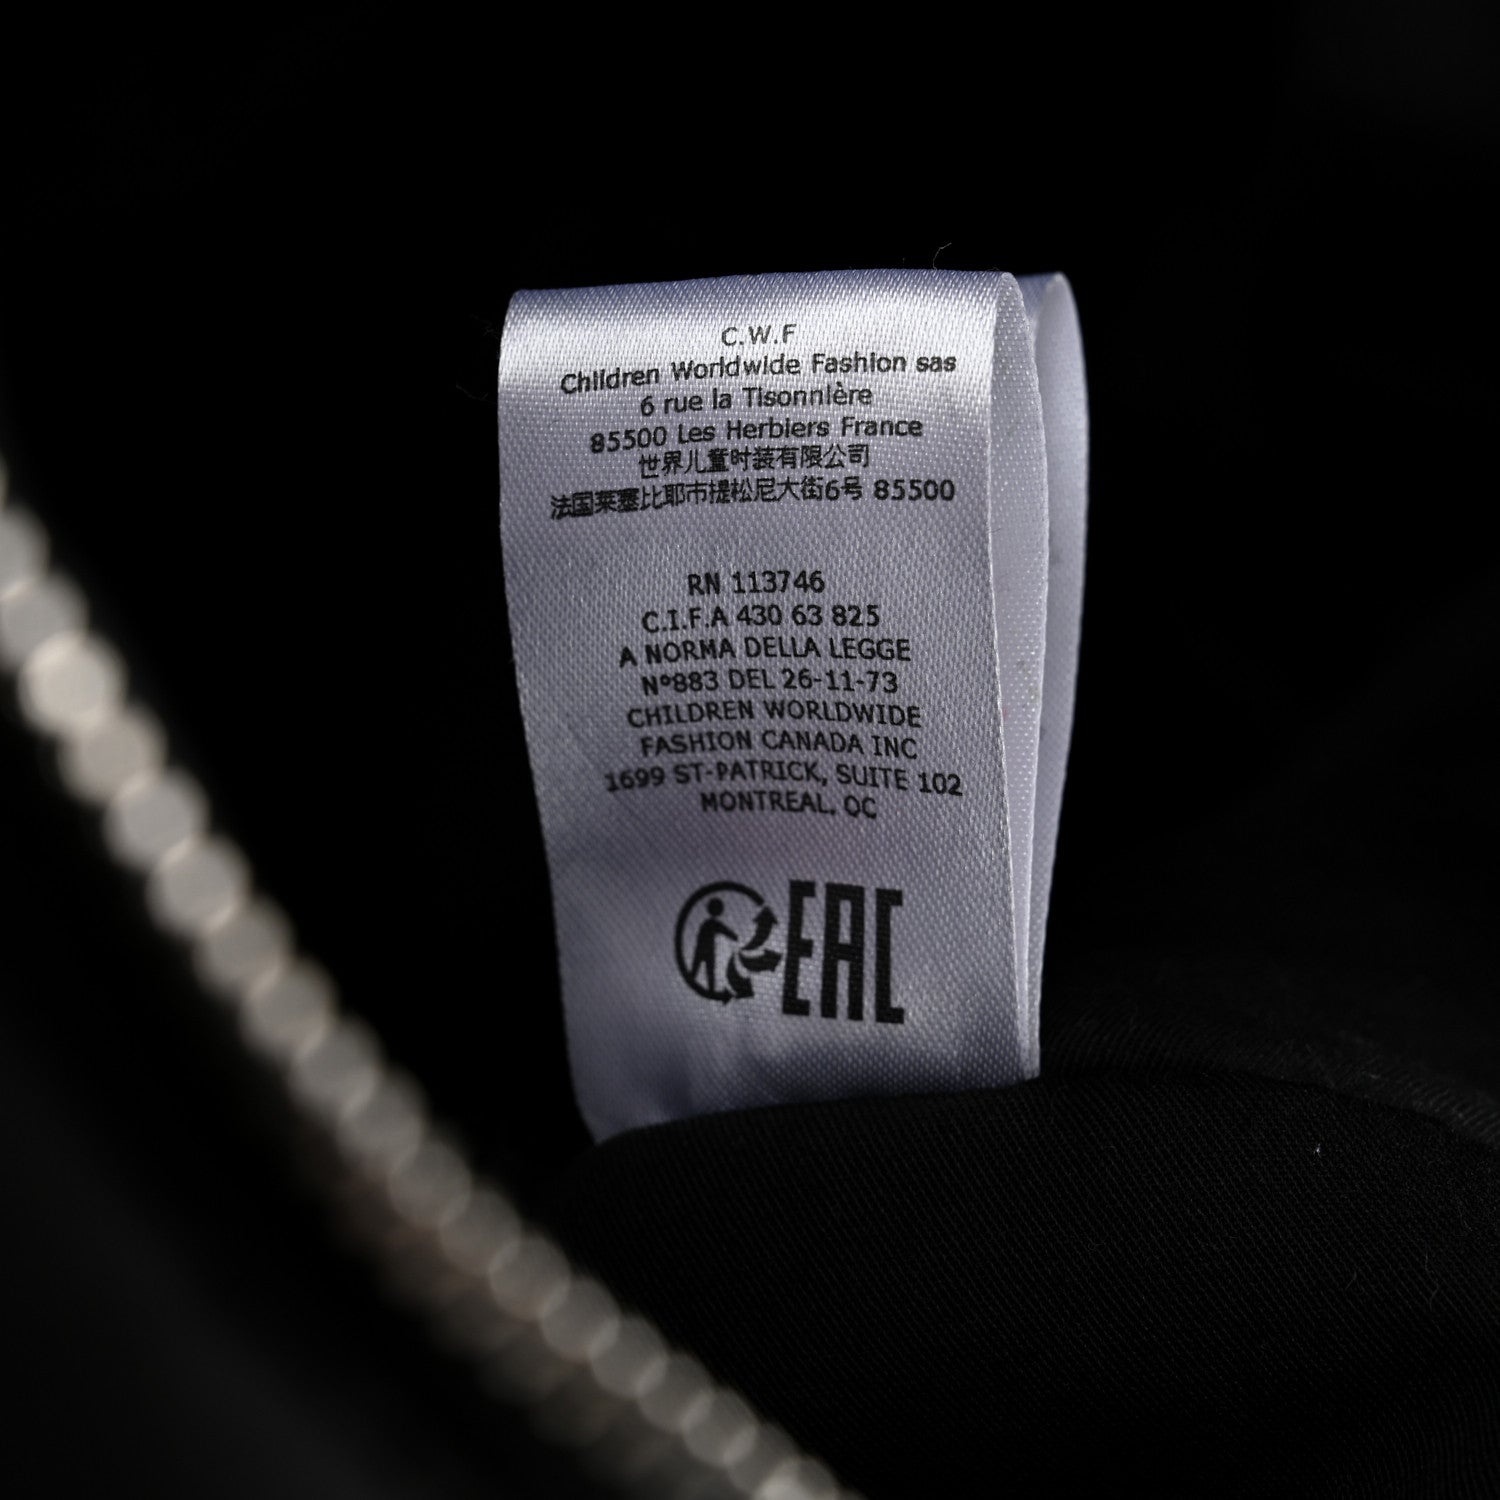 C.W.F
Children Worldwide Fashion sas
6 rue la Tisonnière
85500 Les Herbiers France
世界儿童时装有限公司
法国莱塞比耶市提松尼大街6号 85500
RN 113746
C.I.F.A 430 63 825
A NORMA DELLA LEGGE
Nº883 DEL 26-11-73
CHILDREN WORLDWIDE
FASHION CANADA INC
1699 ST-PATRICK, SUITE 102
MONTREAL. QC
EAC